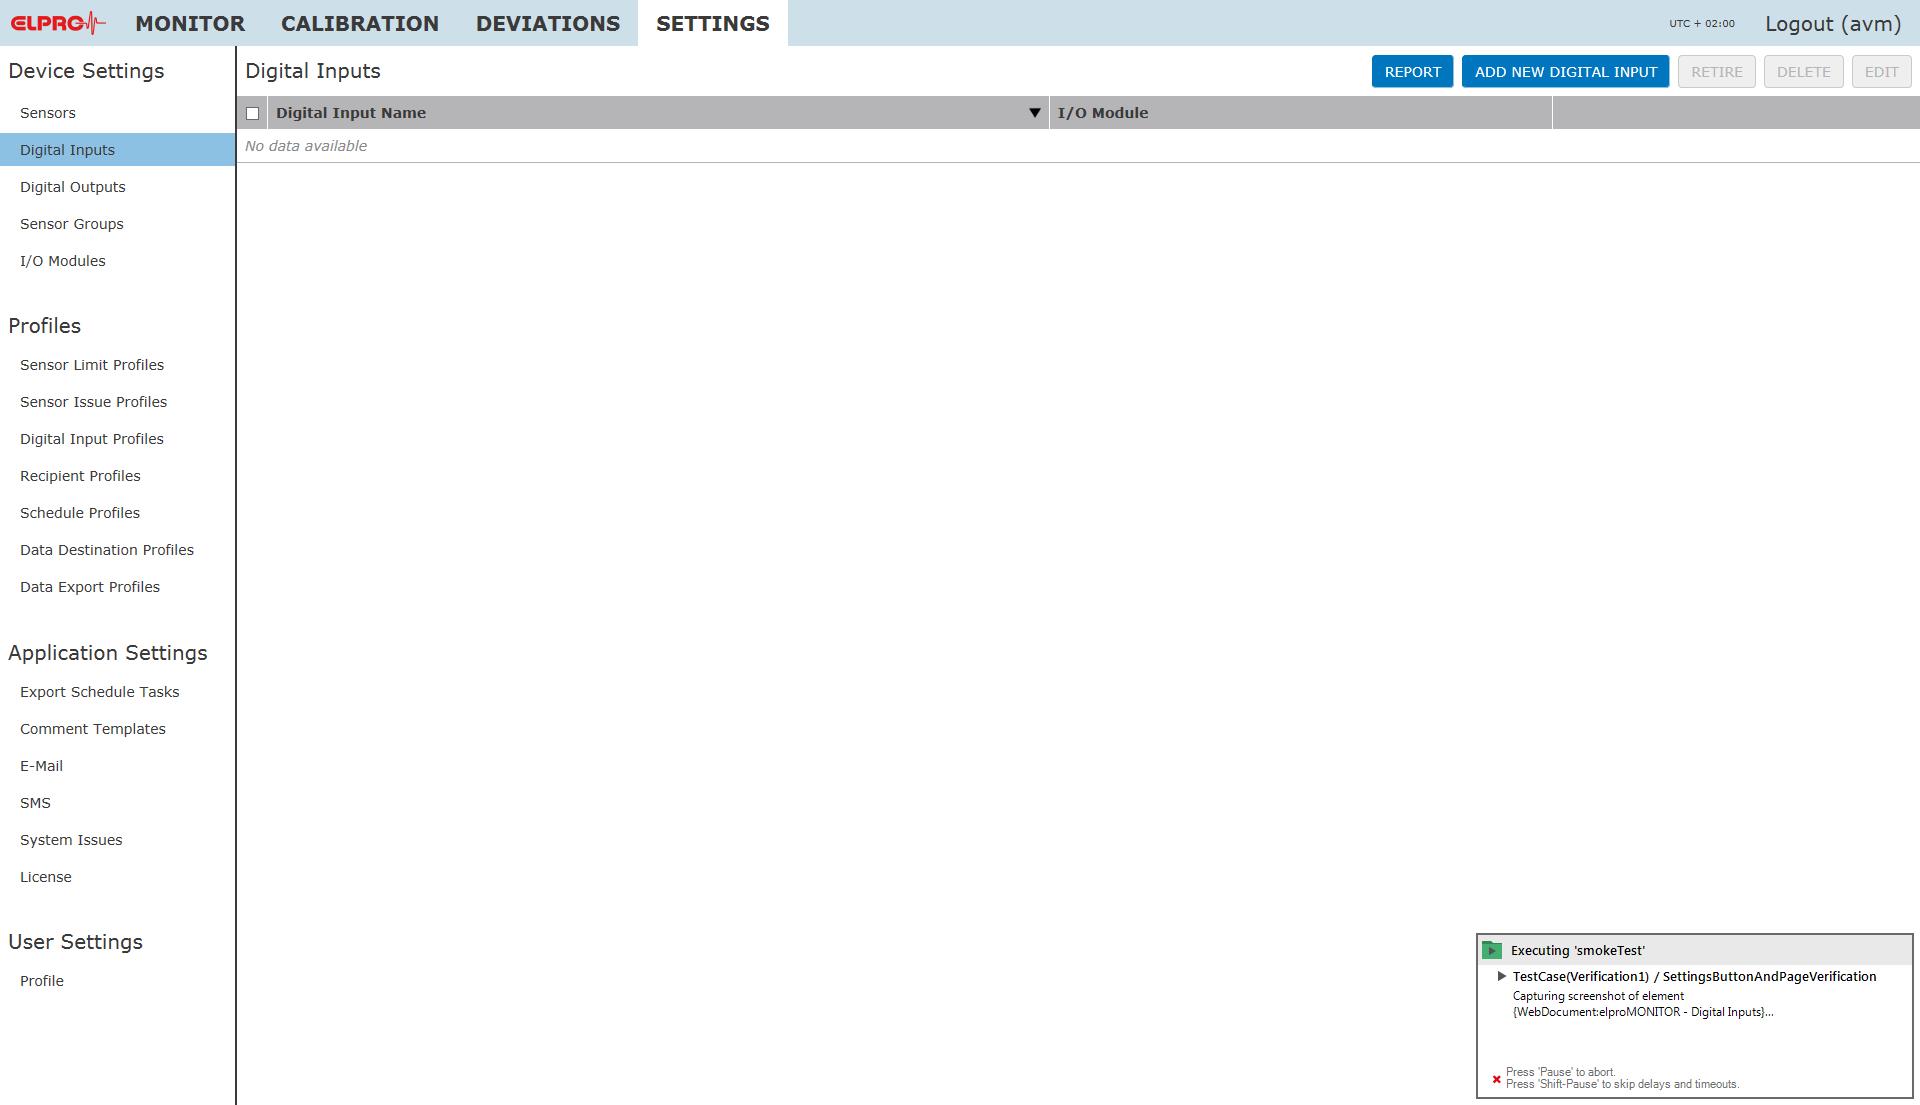 ELPRO MONITOR CALIBRATION DEVIATIONS SETTINGS UTC + 02:00 Logout (avm)
Device Settings
Sensors
Digital Inputs
Digital Outputs
Sensor Groups
I/O Modules
Profiles
Sensor Limit Profiles
Sensor Issue Profiles
Digital Input Profiles
Recipient Profiles
Schedule Profiles
Data Destination Profiles
Data Export Profiles
Application Settings
Export Schedule Tasks
Comment Templates
E-Mail
SMS
System Issues
License
User Settings
Profile
Digital Inputs REPORT ADD NEW DIGITAL INPUT RETIRE DELETE EDIT
Digital Input Name I/O Module
No data available
Executing 'smokeTest'
TestCase(Verification1) / SettingsButtonAndPageVerification
Capturing screenshot of element
{WebDocument:elproMONITOR - Digital Inputs}...
Press 'Pause' to abort.
Press 'Shift-Pause' to skip delays and timeouts.